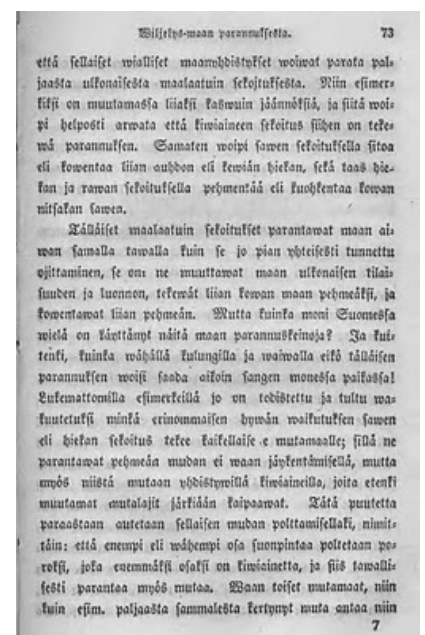 Wiljelys-maan parannuksesta. 73
että sellaiset wialliset maanyhdistykset woiwat parata pal-
jaasta ulkonaisesta maalaatuin sekoituksesta. Niin esimer-
kiksi on muutamassa liiaksi kaswuin jäännöksiä, ja siitä woi-
pi helposti arwata että kiwiaineen sekoitus siihen on teke-
wä parannuksen. Samaten woipi sawen sekoituksella sitoa
eli kowentaa liian auhdon eli kewiän hiekan, sekä taas hie-
kan ja rawan sekoituksella pehmentää eli kuohkentaa kowan
nitsakan sawen.
Tälläiset maalaatuin sekoitukset parantawat maan ai-
wan samalla tawalla kuin se jo pian yhteisesti tunnettu
ojittaminen, se on: ne muuttawat maan ulkonaisen tilai-
suuden ja luonnon, tekewät liian kowan maan pehmeäksi, ja
kowentawat liian pehmeän. Mutta kuinka moni Suomessa
wielä on käyttänyt näitä maan parannuskeinoja? Ja kui-
tenki, kuinka wähällä kulungilla ja waiwalla eikö tälläisen
parannuksen woisi saada aikoin sangen monessa paikassa!
Lukemattomilla esimerkeillä jo on todistettu ja tultu wa-
kuutetuksi minkä erinommaisen hywän waikutuksen sawen
eli hiekan sekoitus tekee kaikellaise e mutamaalle; sillä ne
parantawat pehmeän mudan ei waan jäykentämisellä, mutta
myös niistä mutaan yhdistywillä kiwiaineilla, joita etenki
muutamat mutalajit järkiään kaipaawat. Tätä puutetta
paraastaan autetaan sellaisen mudan polttamisellaki, nimit-
täin: että enempi eli wähempi osa suonpintaa poltetaan po-
roksi, joka enemmäksi osaksi on kiwiainetta, ja siis tawalli-
sesti parantaa myös mutaa. Waan toiset mutamaat, niin
kuin esim. paljaasta sammalesta kertynyt muta antaa niin
7